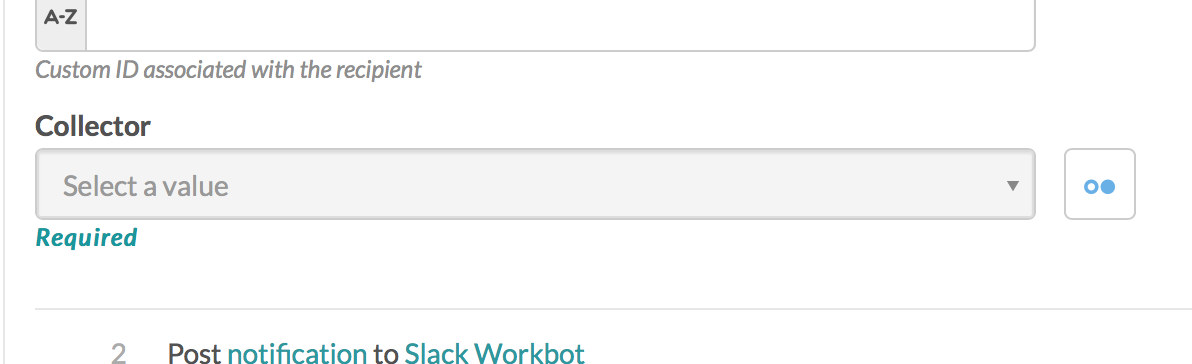 A-Z
Custom ID associated with the recipient
Collector
Select a value
Required
2 Post notification to Slack Workbot